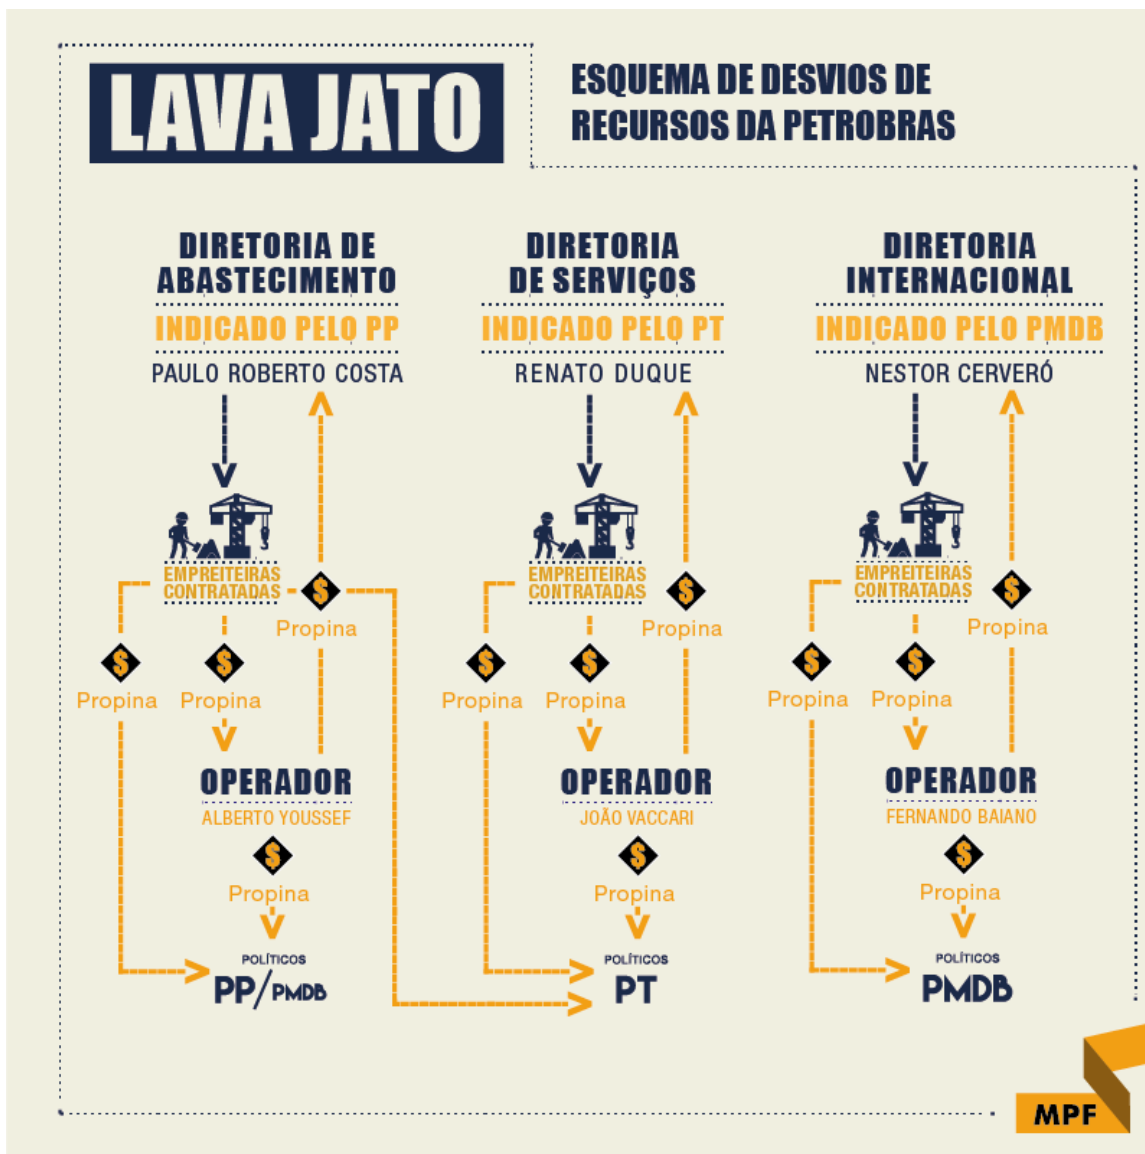 LAVA JATO
ESQUEMA DE DESVIOS DE
RECURSOS DA PETROBRAS
DIRETORIA DE
ABASTECIMENTO
INDICADO PELO PP
PAULO ROBERTO COSTA
EMPREITEIRAS
CONTRATADAS
$
Propina
$
Propina
$
Propina
OPERADOR
ALBERTO YOUSSEF
$
Propina
POLÍTICOS
PP/PMDB
DIRETORIA
DE SERVIÇOS
INDICADO PELO PT
RENATO DUQUE
EMPREITEIRAS
CONTRATADAS
$
Propina
$
Propina
$
Propina
OPERADOR
JOÃO VACCARI
$
Propina
POLÍTICOS
PT
DIRETORIA
INTERNACIONAL
INDICADO PELO PMDB
NESTOR CERVERÓ
EMPREITEIRAS
CONTRATADAS
$
Propina
$
Propina
$
Propina
OPERADOR
FERNANDO BAIANO
$
Propina
POLÍTICOS
PMDB
MPF